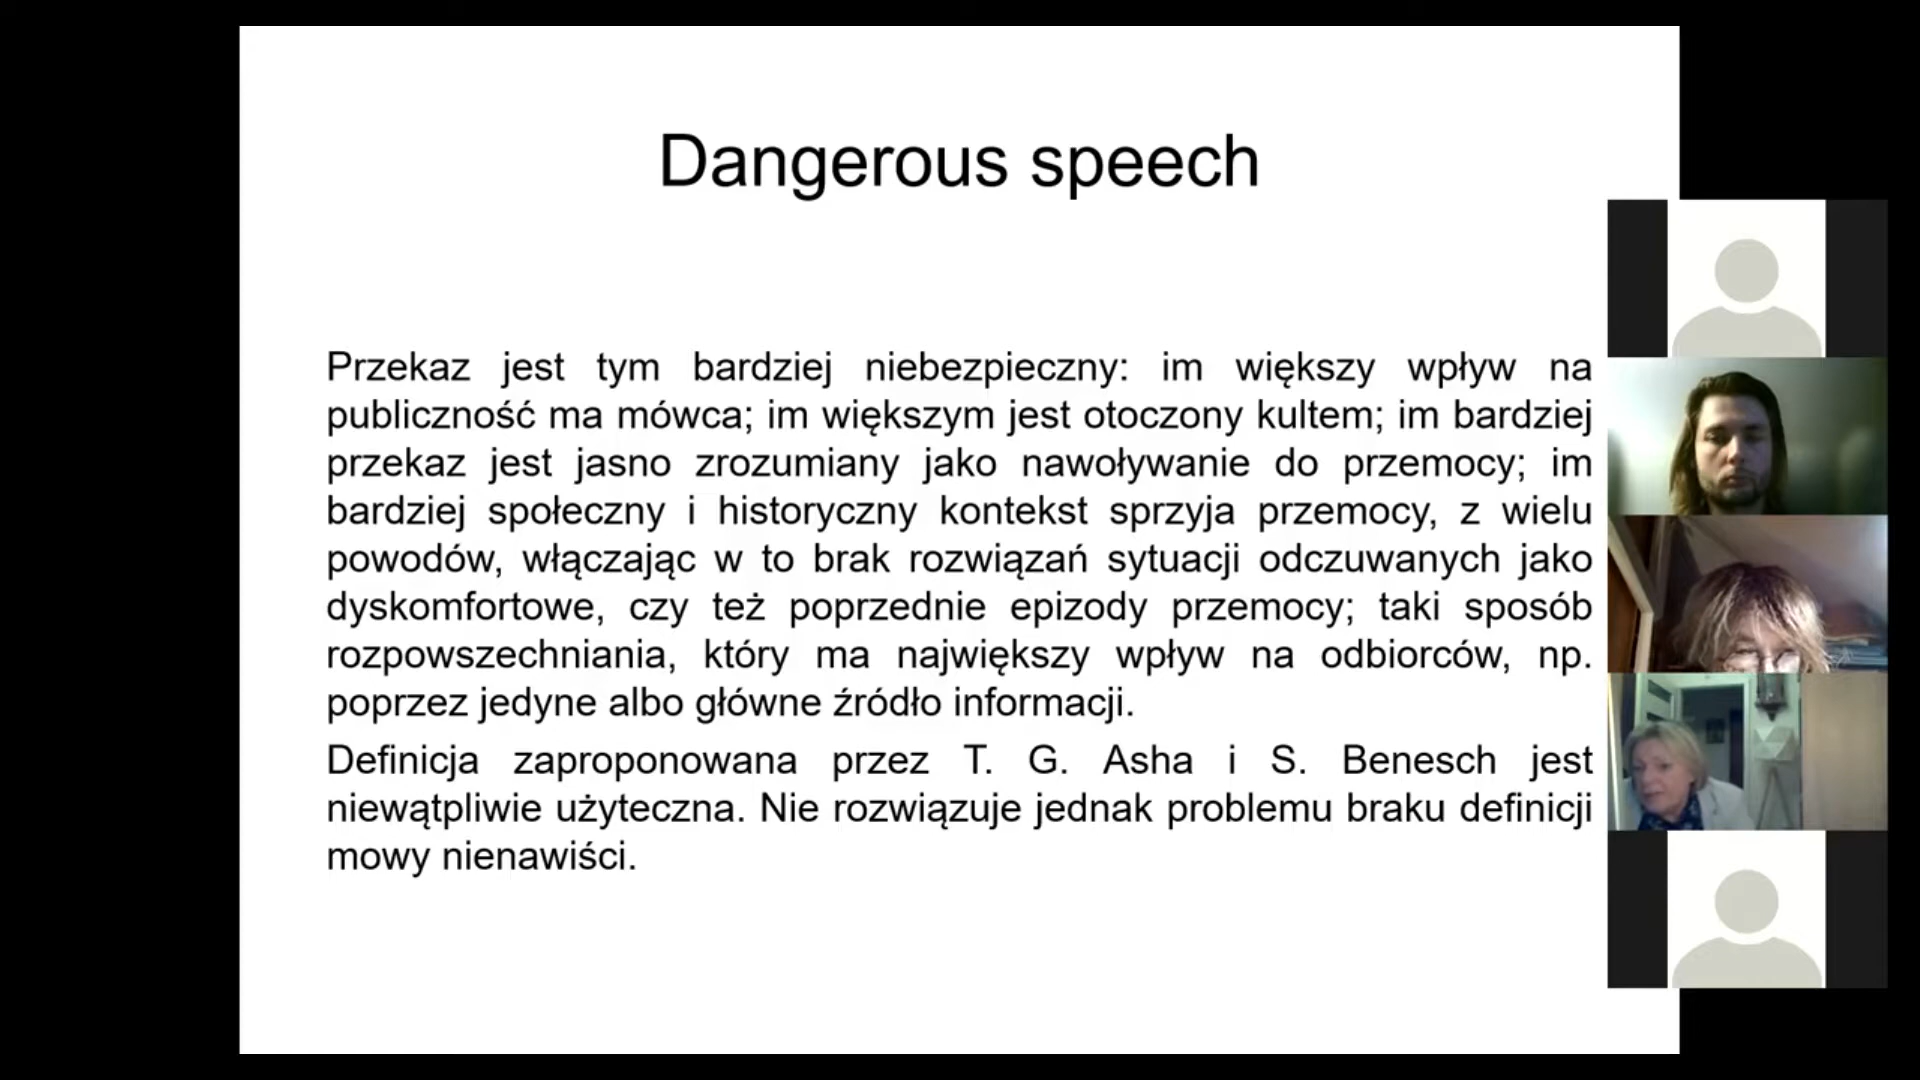 Dangerous speech
Przekaz jest tym bardziej niebezpieczny: im większy wpływ na
publiczność ma mówca; im większym jest otoczony kultem; im bardziej
przekaz jest jasno zrozumiany jako nawoływanie do przemocy; im
bardziej społeczny i historyczny kontekst sprzyja przemocy, z wielu
powodów, włączając w to brak rozwiązań sytuacji odczuwanych jako
dyskomfortowe, czy też poprzednie epizody przemocy; taki sposób
rozpowszechniania, który ma największy wpływ na odbiorców, np.
poprzez jedyne albo główne źródło informacji.
Definicja zaproponowana przez T. G. Asha i S. Benesch jest
niewątpliwie użyteczna. Nie rozwiązuje jednak problemu braku definicji
mowy nienawiści.